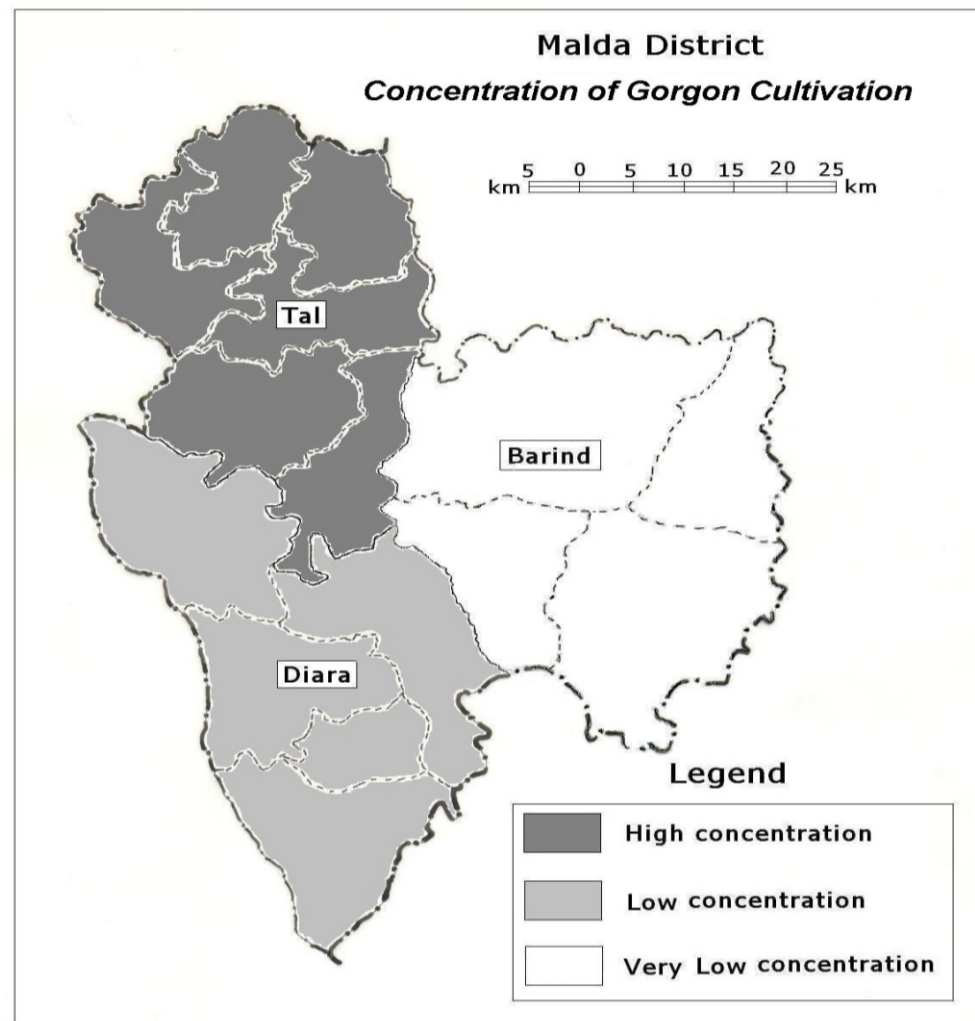 Malda District
Concentration of Gorgon Cultivation
5 0 5 10 15 20 25
km km
Tal
Barind
Diara
Legend
High concentration
Low concentration
Very Low concentration